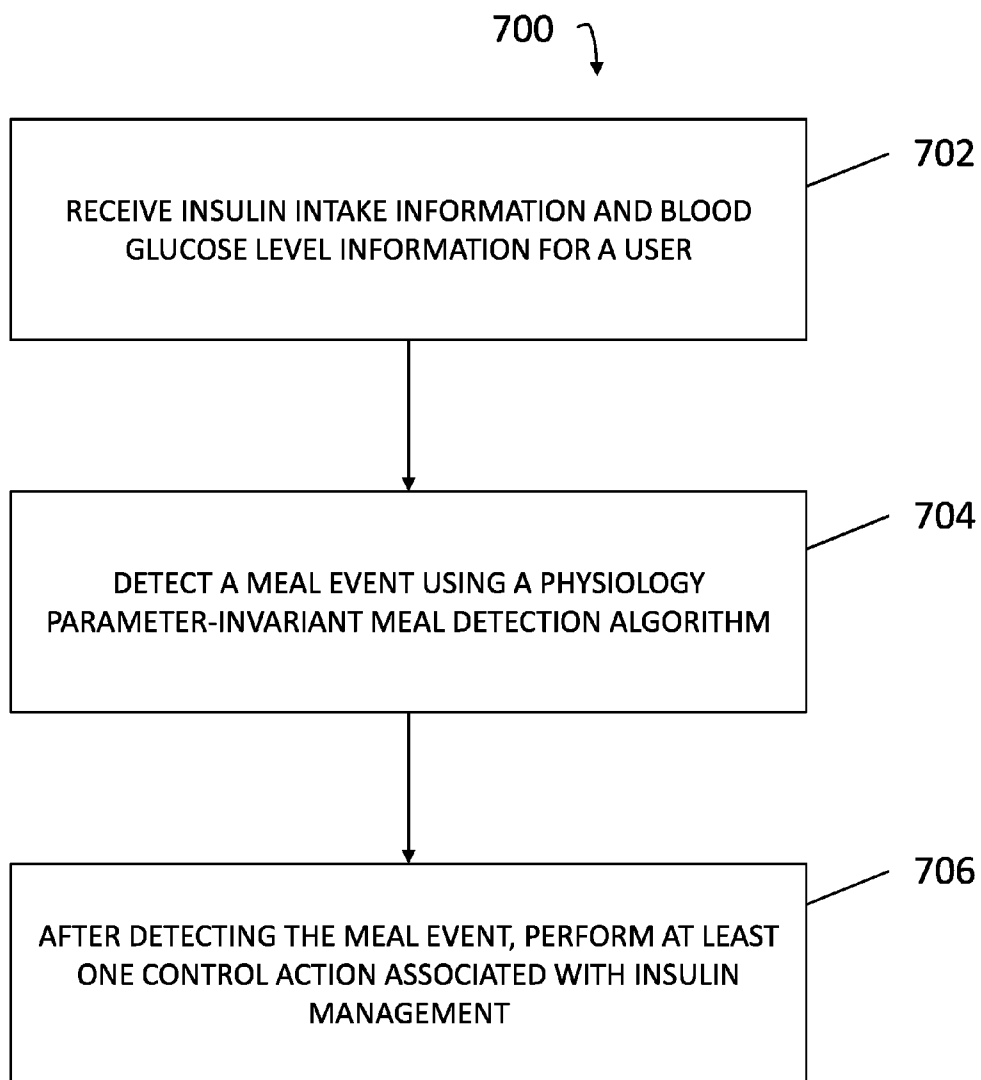 700
702
RECEIVE INSULIN INTAKE INFORMATION AND BLOOD
GLUCOSE LEVEL INFORMATION FOR A USER
704
DETECT A MEAL EVENT USING A PHYSIOLOGY
PARAMETER-INVARIANT MEAL DETECTION ALGORITHM
706
AFTER DETECTING THE MEAL EVENT, PERFORM AT LEAST
ONE CONTROL ACTION ASSOCIATED WITH INSULIN
MANAGEMENT